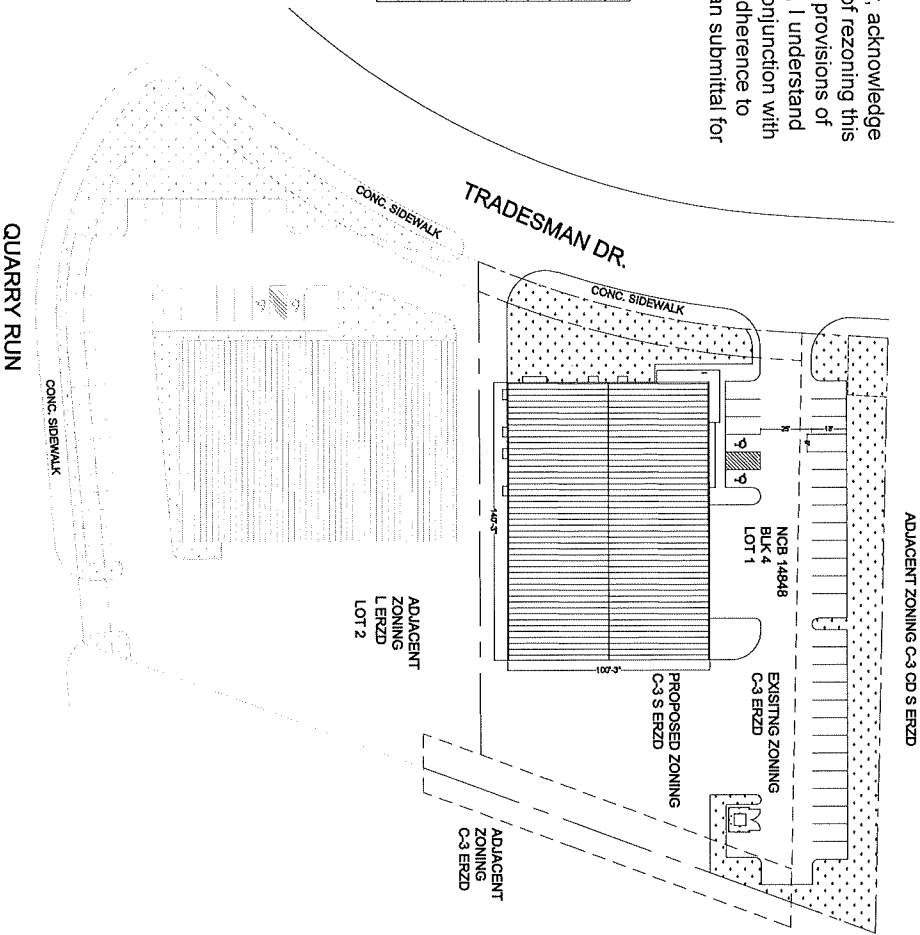 , acknowledge
of rezoning this
provisions of
, I understand
onjunction with
dherence to
an submittal for
TRADESMAN DR.
CONC. SIDEWALK
CONC. SIDEWALK
CONC. SIDEWALK
QUARRY RUN
ADJACENT ZONING C-3 CD S ERZD
NCB 14848
BLK 4
LOT 1
EXISITNG ZONING
C-3 ERZD
PROPOSED ZONING
C-3 S ERZD
ADJACENT
ZONING
L ERZD
LOT 2
ADJACENT
ZONING
C-3 ERZD
140'-3"
100'-3"